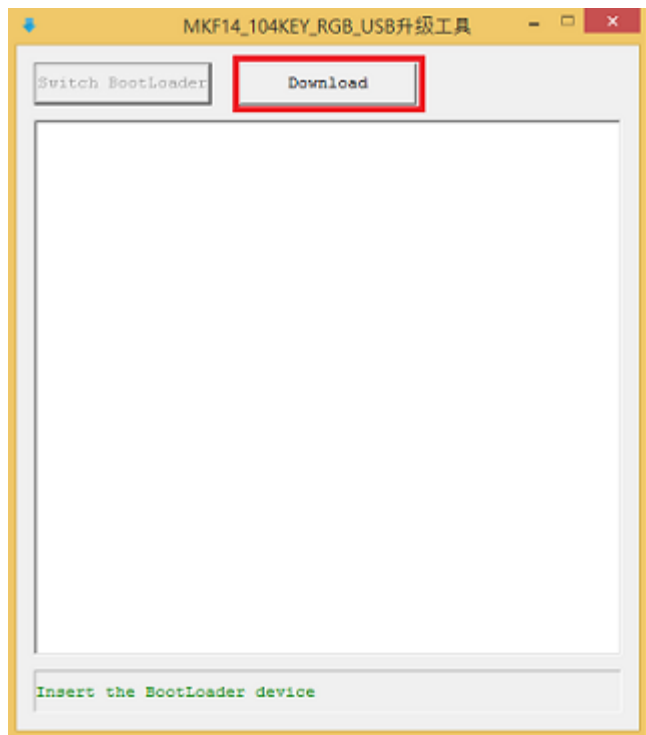 MKF14_104KEY_RGB_USB升级工具
Switch BootLoader
Download
Insert the BootLoader device